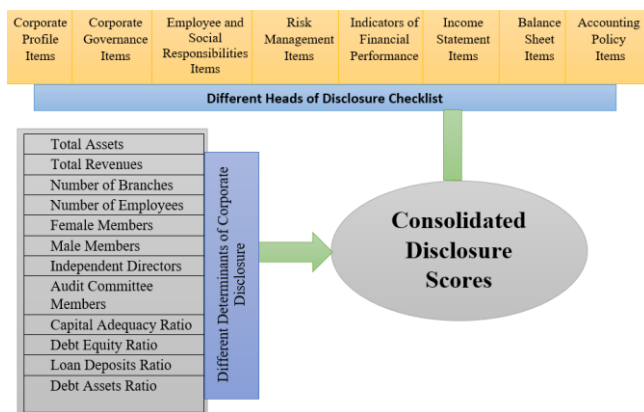 Corporate
Profile
Items
Corporate
Governance
Items
Employee and
Social
Responsibilities
Items
Risk
Management
Items
Indicators of
Financial
Performance
Income
Statement
Items
Balance
Sheet
Items
Accounting
Policy
Items
Different Heads of Disclosure Checklist
Total Assets
Total Revenues
Number of Branches
Number of Employees
Female Members
Male Members
Independent Directors
Audit Committee
Members
Capital Adequacy Ratio
Debt Equity Ratio
Loan Deposits Ratio
Debt Assets Ratio
Different Determinants of Corporate
Disclosure
Consolidated
Disclosure
Scores